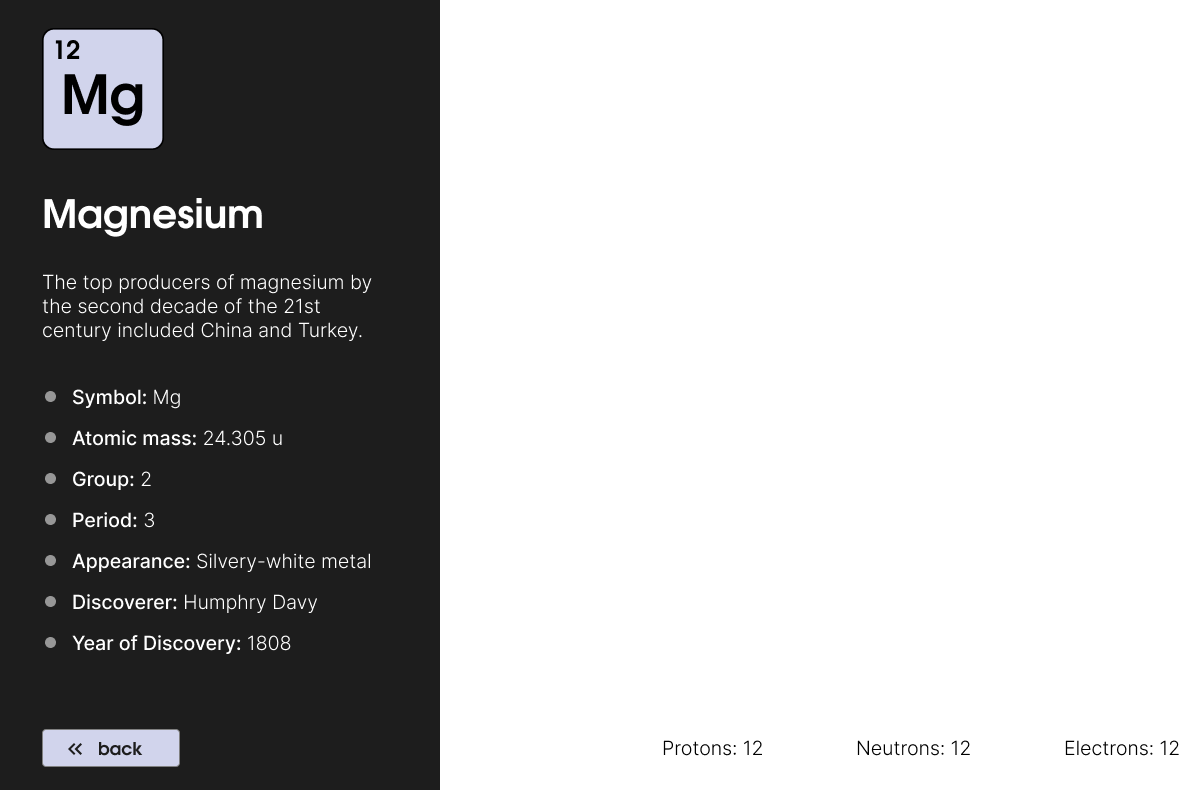 12
Mg
Magnesium
The top producers of magnesium by
the second decade of the 21st
century included China and Turkey.
Symbol: Mg
Atomic mass: 24.305 u
Group: 2
Period: 3
Appearance: Silvery-white metal
Discoverer: Humphry Davy
Year of Discovery: 1808
« back
Protons: 12 Neutrons: 12 Electrons: 12